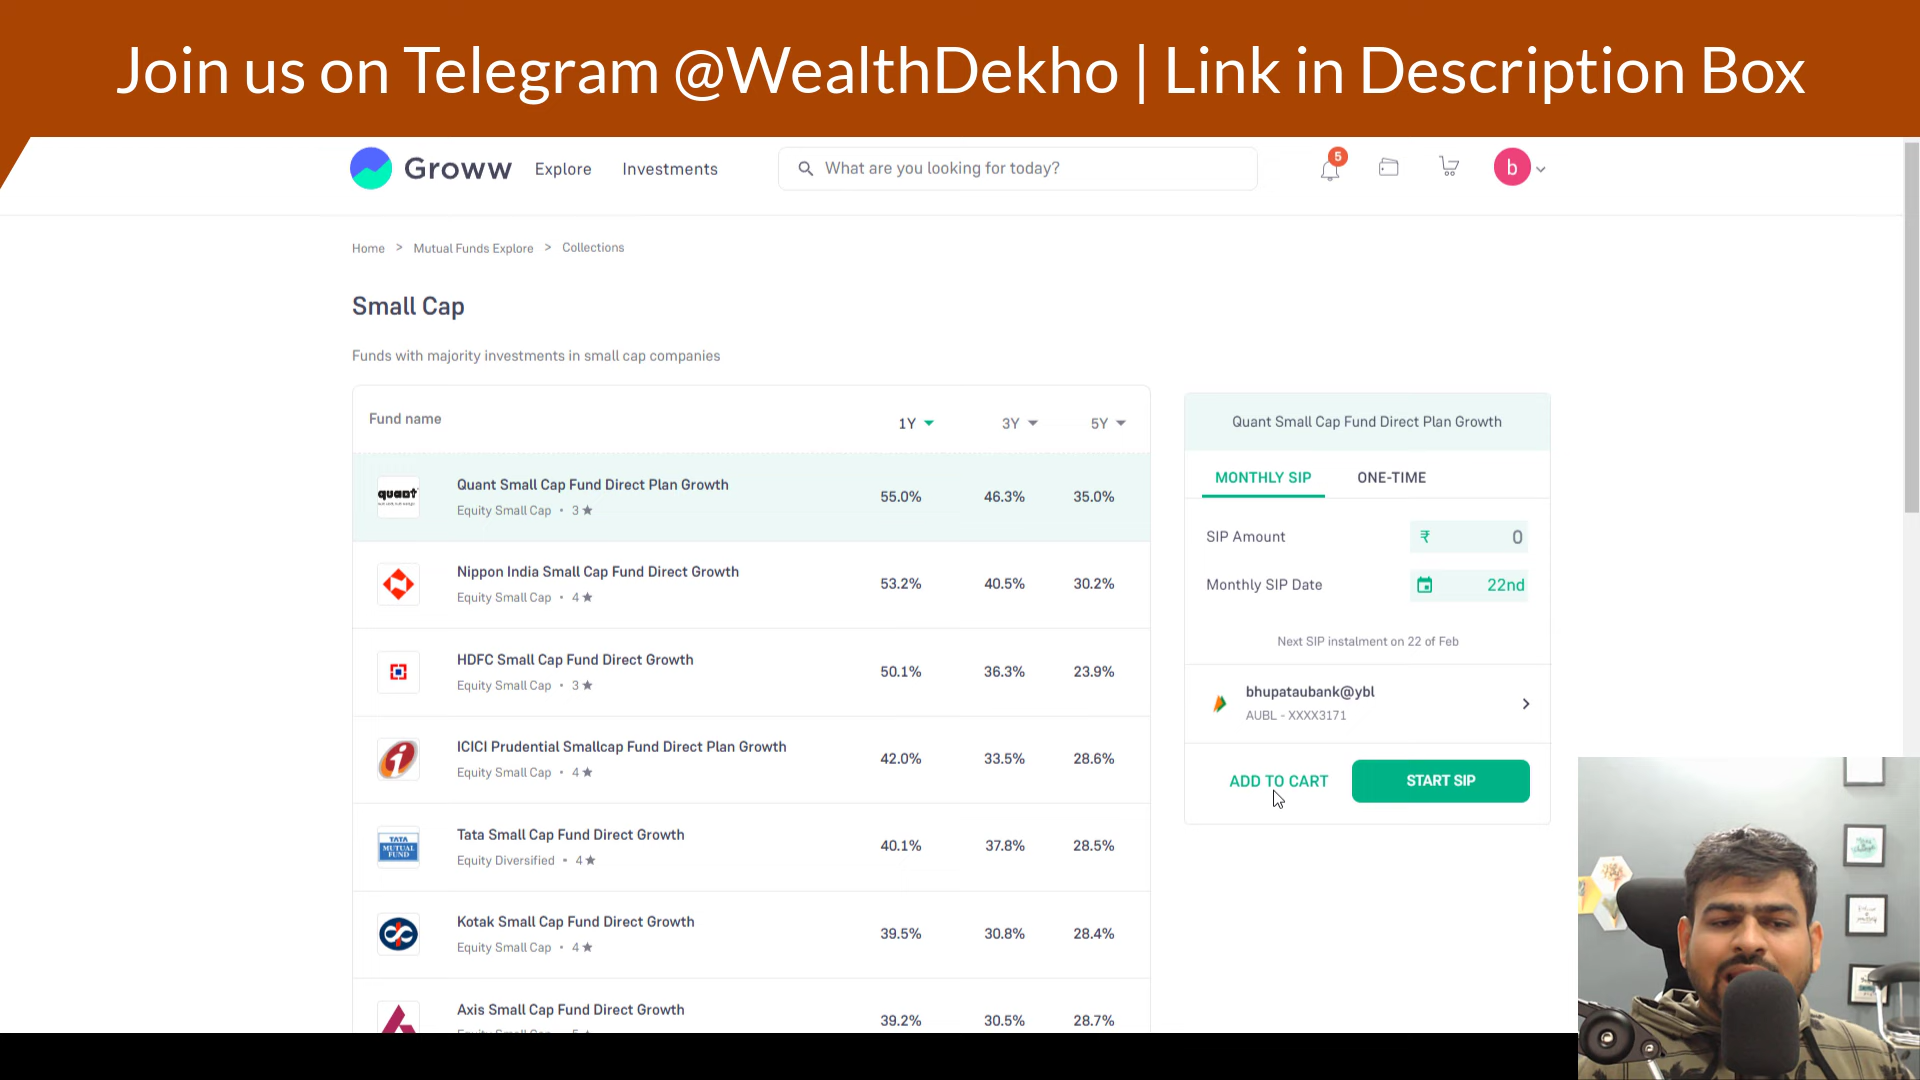 Join us on Telegram @WealthDekho | Link in Description Box
Groww
Explore
Investments
What are you looking for today?
5
b
Home > Mutual Funds Explore > Collections
Small Cap
Funds with majority investments in small cap companies
Fund name
1Y
3Y
5Y
quant
Quant Small Cap Fund Direct Plan Growth
Equity Small Cap • 3 ★
55.0%
46.3%
35.0%
Nippon India Small Cap Fund Direct Growth
Equity Small Cap • 4 ★
53.2%
40.5%
30.2%
HDFC Small Cap Fund Direct Growth
Equity Small Cap • 3 ★
50.1%
36.3%
23.9%
ICICI Prudential Smallcap Fund Direct Plan Growth
Equity Small Cap • 4 ★
42.0%
33.5%
28.6%
TATA
MUTUAL
FUND
Tata Small Cap Fund Direct Growth
Equity Diversified • 4 ★
40.1%
37.8%
28.5%
Kotak Small Cap Fund Direct Growth
Equity Small Cap • 4 ★
39.5%
30.8%
28.4%
Axis Small Cap Fund Direct Growth
39.2%
30.5%
28.7%
Quant Small Cap Fund Direct Plan Growth
MONTHLY SIP
ONE-TIME
SIP Amount
₹ 0
Monthly SIP Date
22nd
Next SIP instalment on 22 of Feb
bhupataubank@ybl
AUBL - XXXX3171
ADD TO CART
START SIP